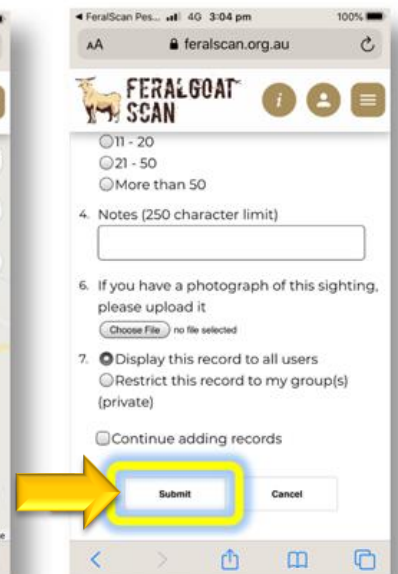 ◀ FeralScan Pes... 4G 3:04 pm 100%
AA feralscan.org.au
FERALGOAT
SCAN
11 - 20
21 - 50
More than 50
4. Notes (250 character limit)
6. If you have a photograph of this sighting,
please upload it
Choose File no file selected
7. Display this record to all users
Restrict this record to my group(s)
(private)
Continue adding records
Submit Cancel